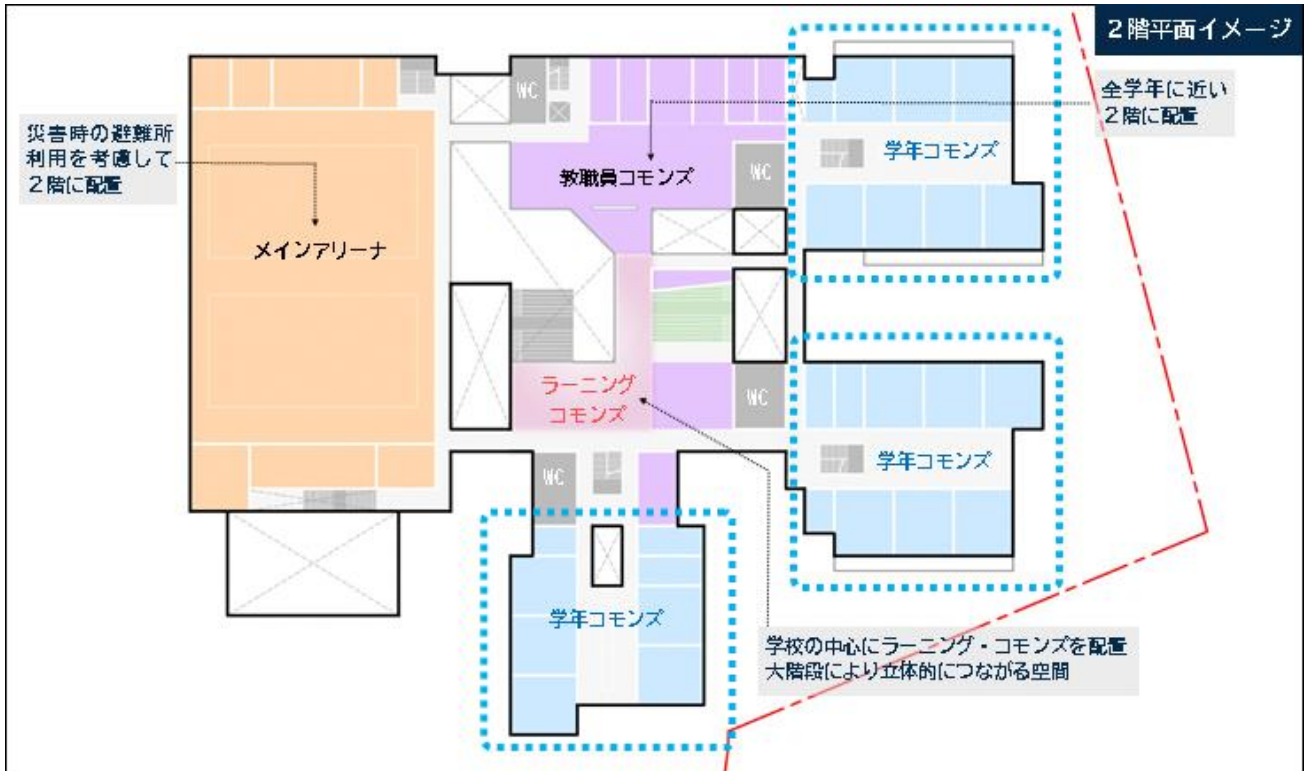 2階平面イメージ
全学年に近い
2階に配置
災害時の避難所
利用を考慮して
2階に配置
WC
学年コモンズ
教職員コモンズ
WC
メインアリーナ
ラーニング
コモンズ
WC
学年コモンズ
WC
学年コモンズ
学校の中心にラーニング・コモンズを配置
大階段により立体的につながる空間